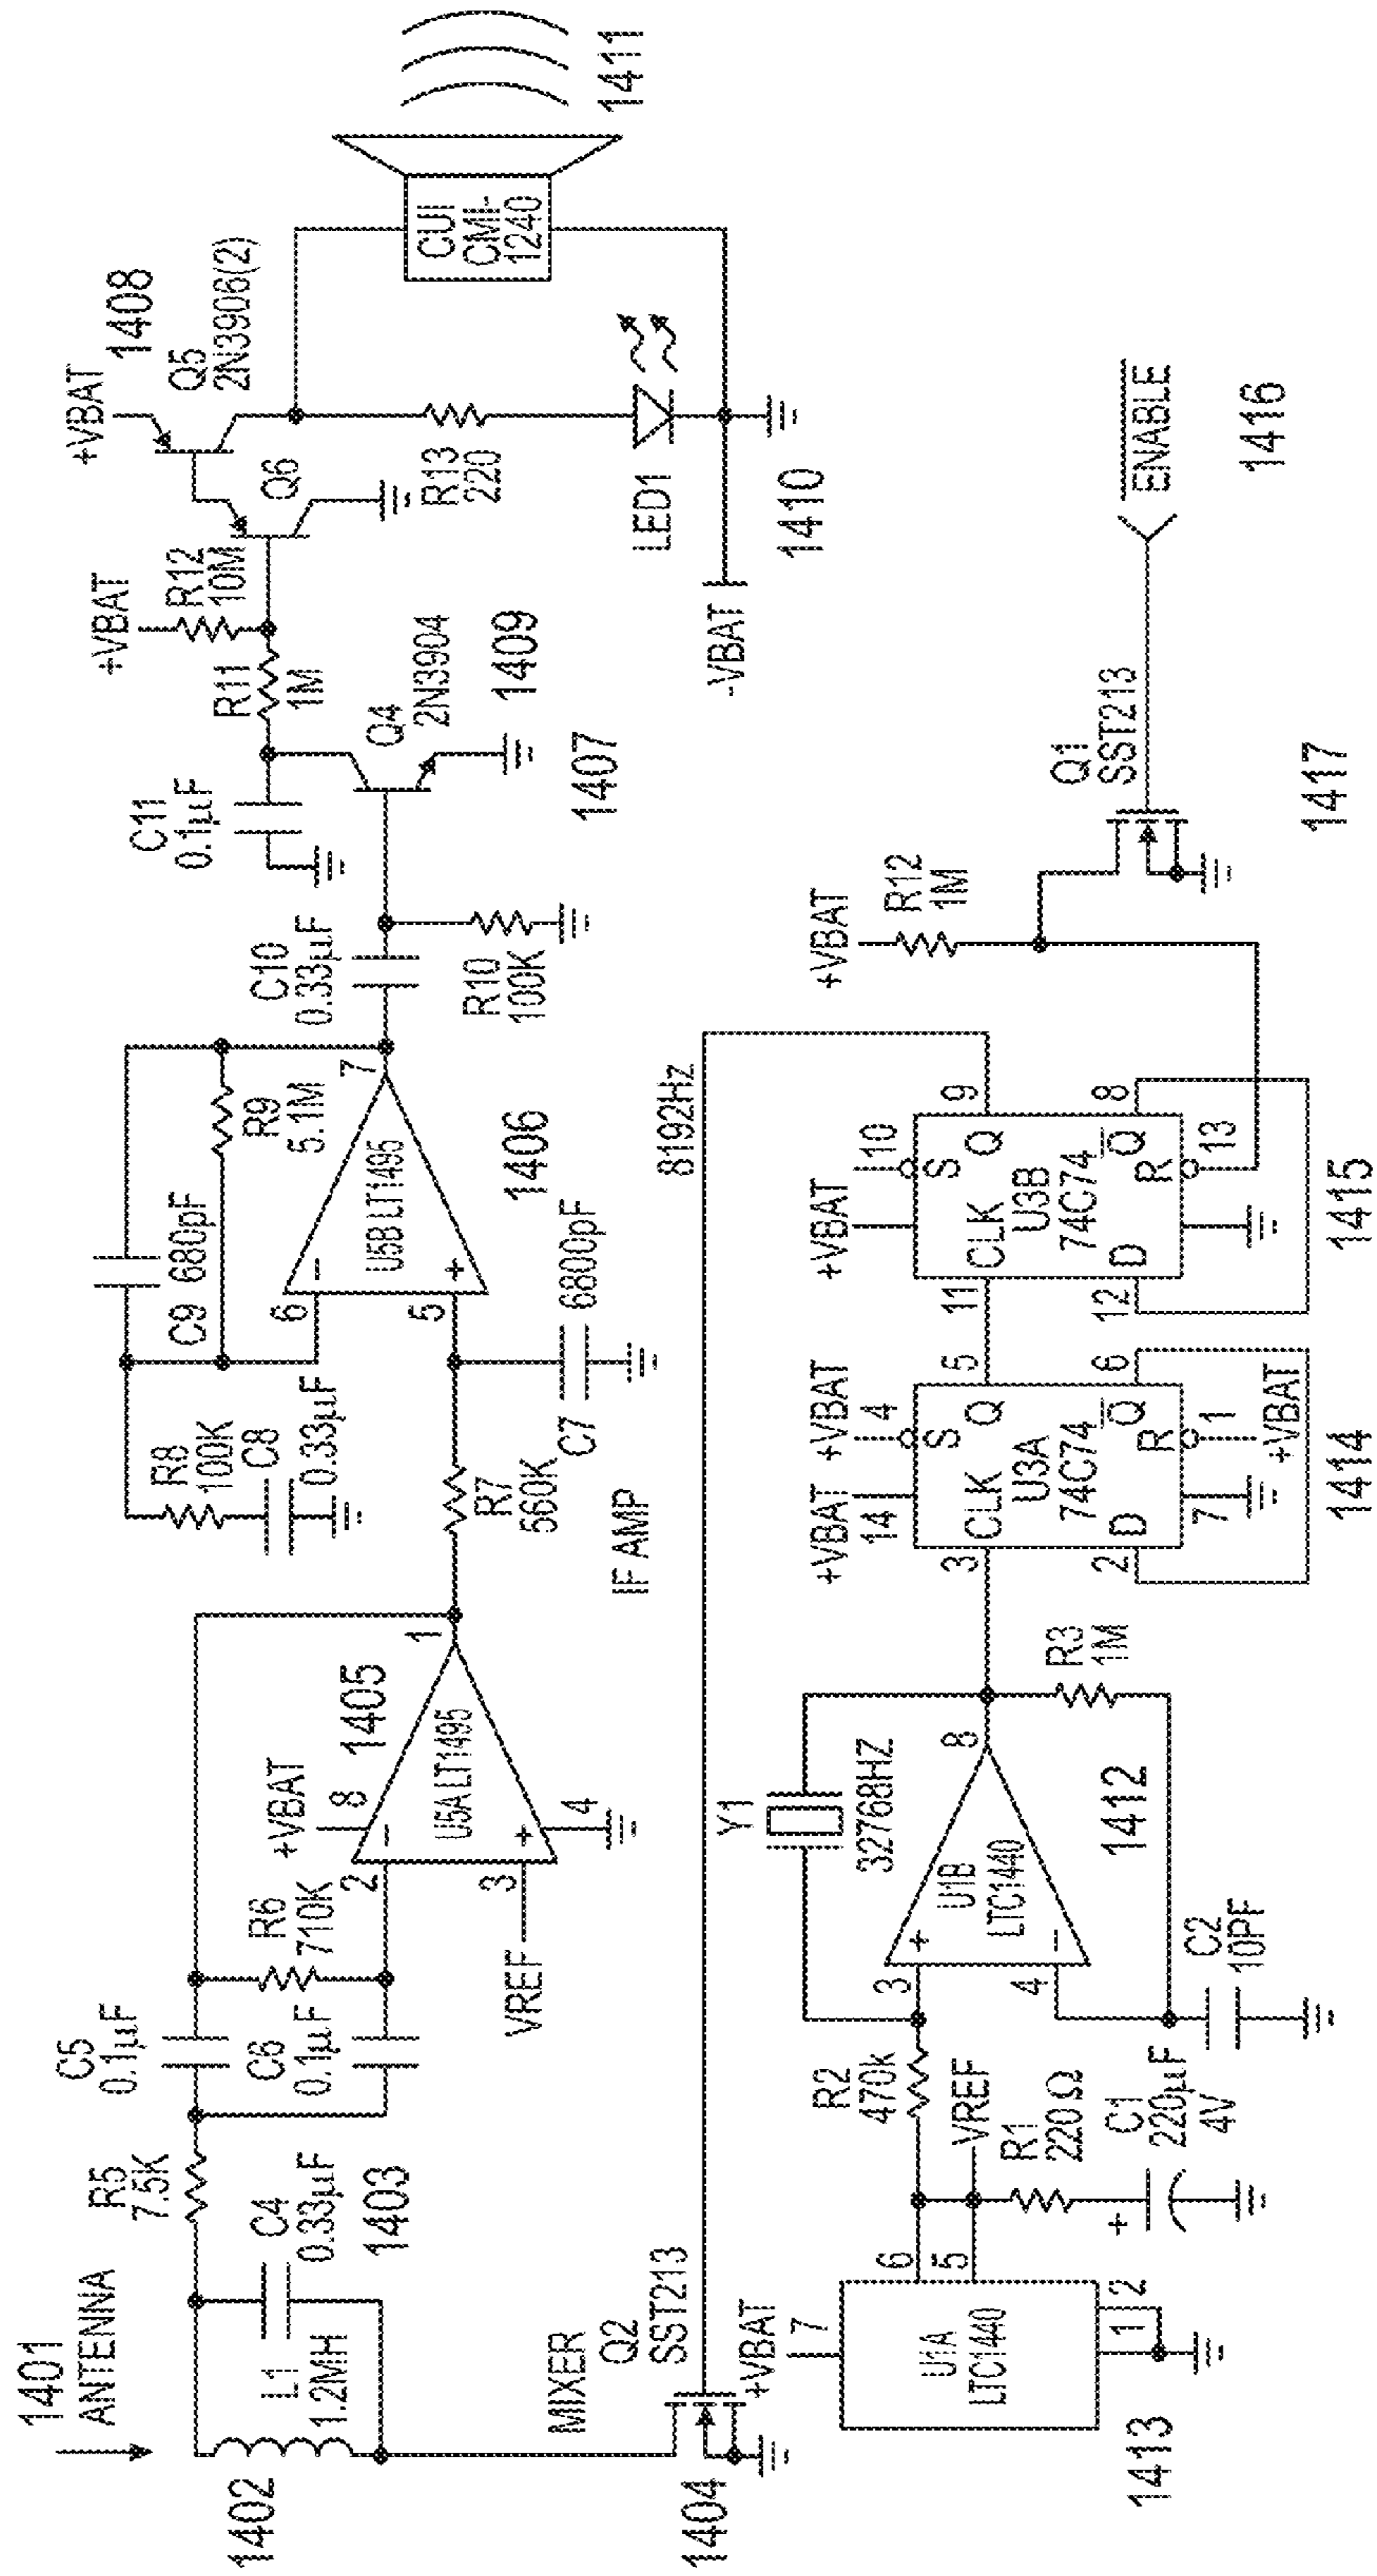 1401
ANTENNA
1402
L1
1.2MH
C4
0.33µF
1403
R5
7.5K
C5
0.1µF
C6
0.1µF
R6
710K
+VBAT
8
1405
2
3
VREF
U5A LT1495
4
1
R7
560K
IF AMP
C7
6800pF
R8
100K
C8
0.33µF
C9 680pF
R9
5.1M
6
5
U5B LT1495
7
1406
C10
0.33µF
R10
100K
C11
0.1µF
Q4
2N3904
1407
1409
R11
1M
+VBAT
R12
10M
Q6
+VBAT
Q5
2N3906(2)
1408
R13
220
LED1
-VBAT
1410
CUI
CMI-
1240
1411
MIXER
Q2
SST213
1404
8192Hz
+VBAT
7
U1A
LTC1440
1413
6
5
1
2
VREF
R1
220Ω
+
C1
220µF
4V
R2
470k
3
4
U1B
LTC1440
8
1412
Y1
32768HZ
C2
10PF
R3
1M
+VBAT
14
+VBAT
4
3
CLK
S
Q
5
U3A
74C74
2
D
R
Q
6
7
1
+VBAT
1414
+VBAT
10
11
CLK
S
Q
9
U3B
74C74
12
D
R
Q
8
13
1415
+VBAT
R12
1M
Q1
SST213
1417
ENABLE
1416